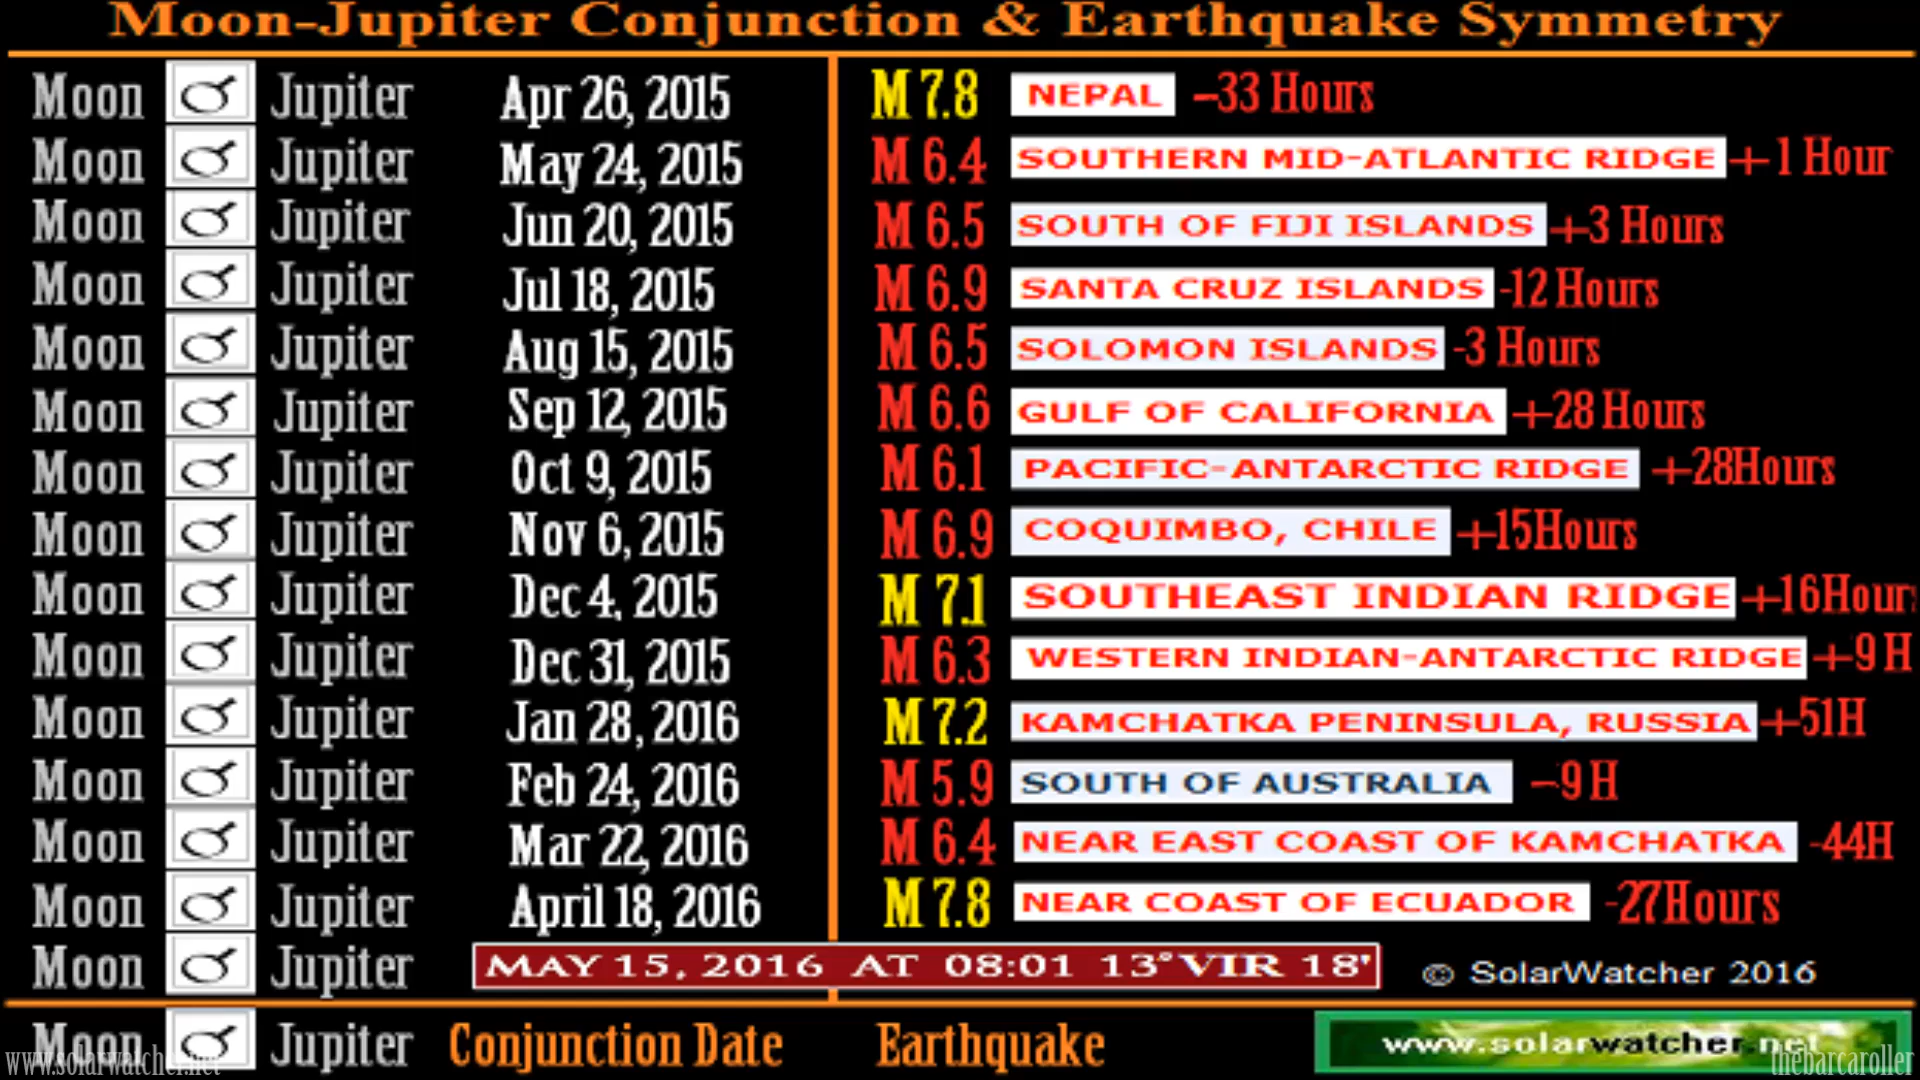 Moon-Jupiter Conjunction & Earthquake Symmetry
Moon Jupiter Apr 26, 2015 M 7.8 NEPAL –33 Hours
Moon Jupiter May 24, 2015 M 6.4 SOUTHERN MID-ATLANTIC RIDGE + 1 Hour
Moon Jupiter Jun 20, 2015 M 6.5 SOUTH OF FIJI ISLANDS +3 Hours
Moon Jupiter Jul 18, 2015 M 6.9 SANTA CRUZ ISLANDS -12 Hours
Moon Jupiter Aug 15, 2015 M 6.5 SOLOMON ISLANDS -3 Hours
Moon Jupiter Sep 12, 2015 M 6.6 GULF OF CALIFORNIA +28 Hours
Moon Jupiter Oct 9, 2015 M 6.1 PACIFIC-ANTARCTIC RIDGE +28Hours
Moon Jupiter Nov 6, 2015 M 6.9 COQUIMBO, CHILE +15Hours
Moon Jupiter Dec 4, 2015 M 7.1 SOUTHEAST INDIAN RIDGE +16Hours
Moon Jupiter Dec 31, 2015 M 6.3 WESTERN INDIAN-ANTARCTIC RIDGE +9 H
Moon Jupiter Jan 28, 2016 M 7.2 KAMCHATKA PENINSULA, RUSSIA +51H
Moon Jupiter Feb 24, 2016 M 5.9 SOUTH OF AUSTRALIA –9 H
Moon Jupiter Mar 22, 2016 M 6.4 NEAR EAST COAST OF KAMCHATKA -44H
Moon Jupiter April 18, 2016 M 7.8 NEAR COAST OF ECUADOR -27Hours
Moon Jupiter MAY 15, 2016 AT 08:01 13°VIR 18' © SolarWatcher 2016
Moon Jupiter Conjunction Date Earthquake www.solarwatcher.net
www.solarwatcher.net thebarcaroller